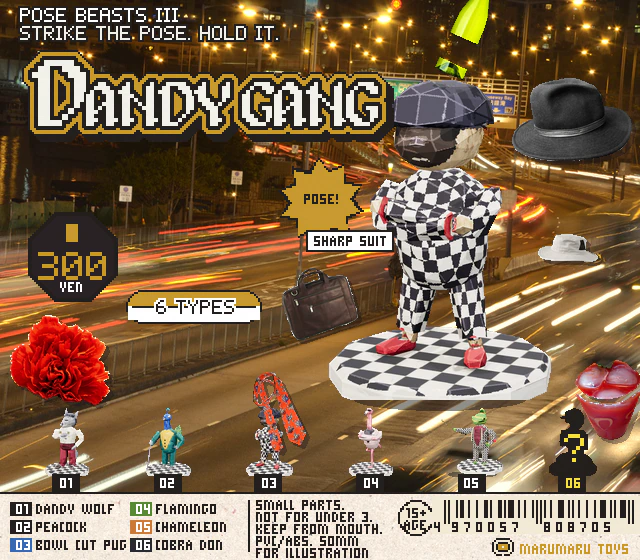 POSE BEASTS III
STRIKE THE POSE. HOLD IT.
DANDY GANG
POSE!
SHARP SUIT
300
YEN
6 TYPES
01
02
03
04
05
?
06
01 DANDY WOLF
02 PEACOCK
03 BOWL CUT PUG
04 FLAMINGO
05 CHAMELEON
06 COBRA DON
SMALL PARTS.
NOT FOR UNDER 3.
KEEP FROM MOUTH.
PVC/ABS. 50MM
FOR ILLUSTRATION
15+
AGE
4 970057 808705
MARUMARU TOYS